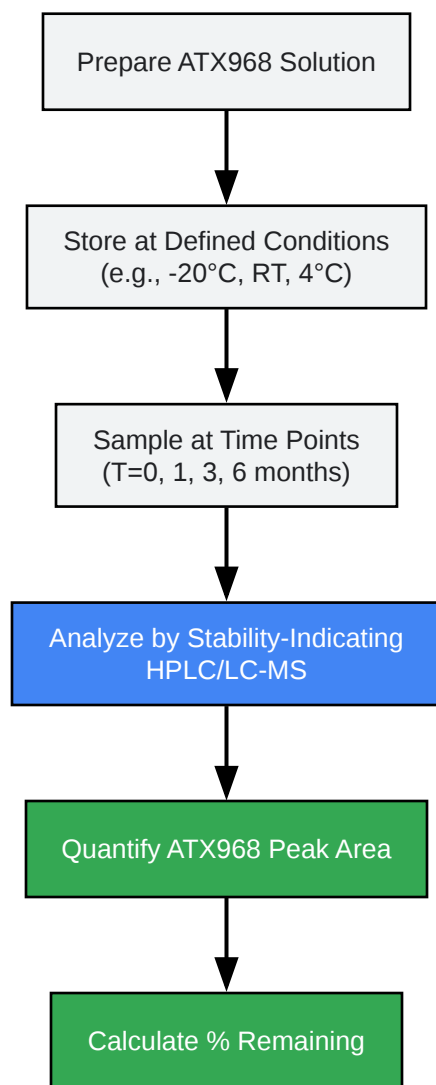 Prepare ATX968 Solution
Store at Defined Conditions
(e.g., -20°C, RT, 4°C)
Sample at Time Points
(T=0, 1, 3, 6 months)
Analyze by Stability-Indicating
HPLC/LC-MS
Quantify ATX968 Peak Area
Calculate % Remaining